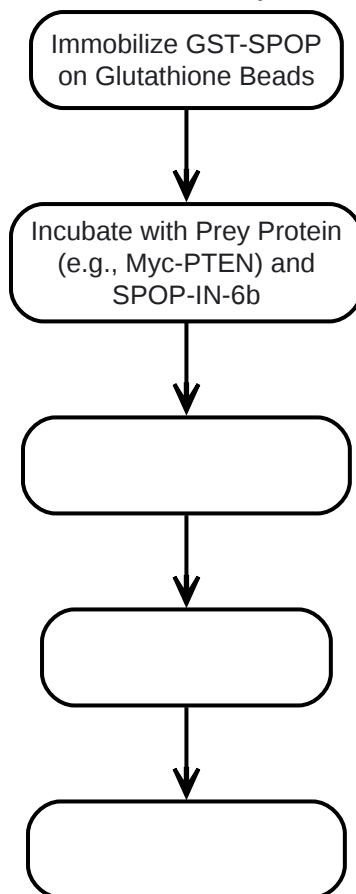 Immobilize GST-SPOP
on Glutathione Beads
Incubate with Prey Protein
(e.g., Myc-PTEN) and
SPOP-IN-6b